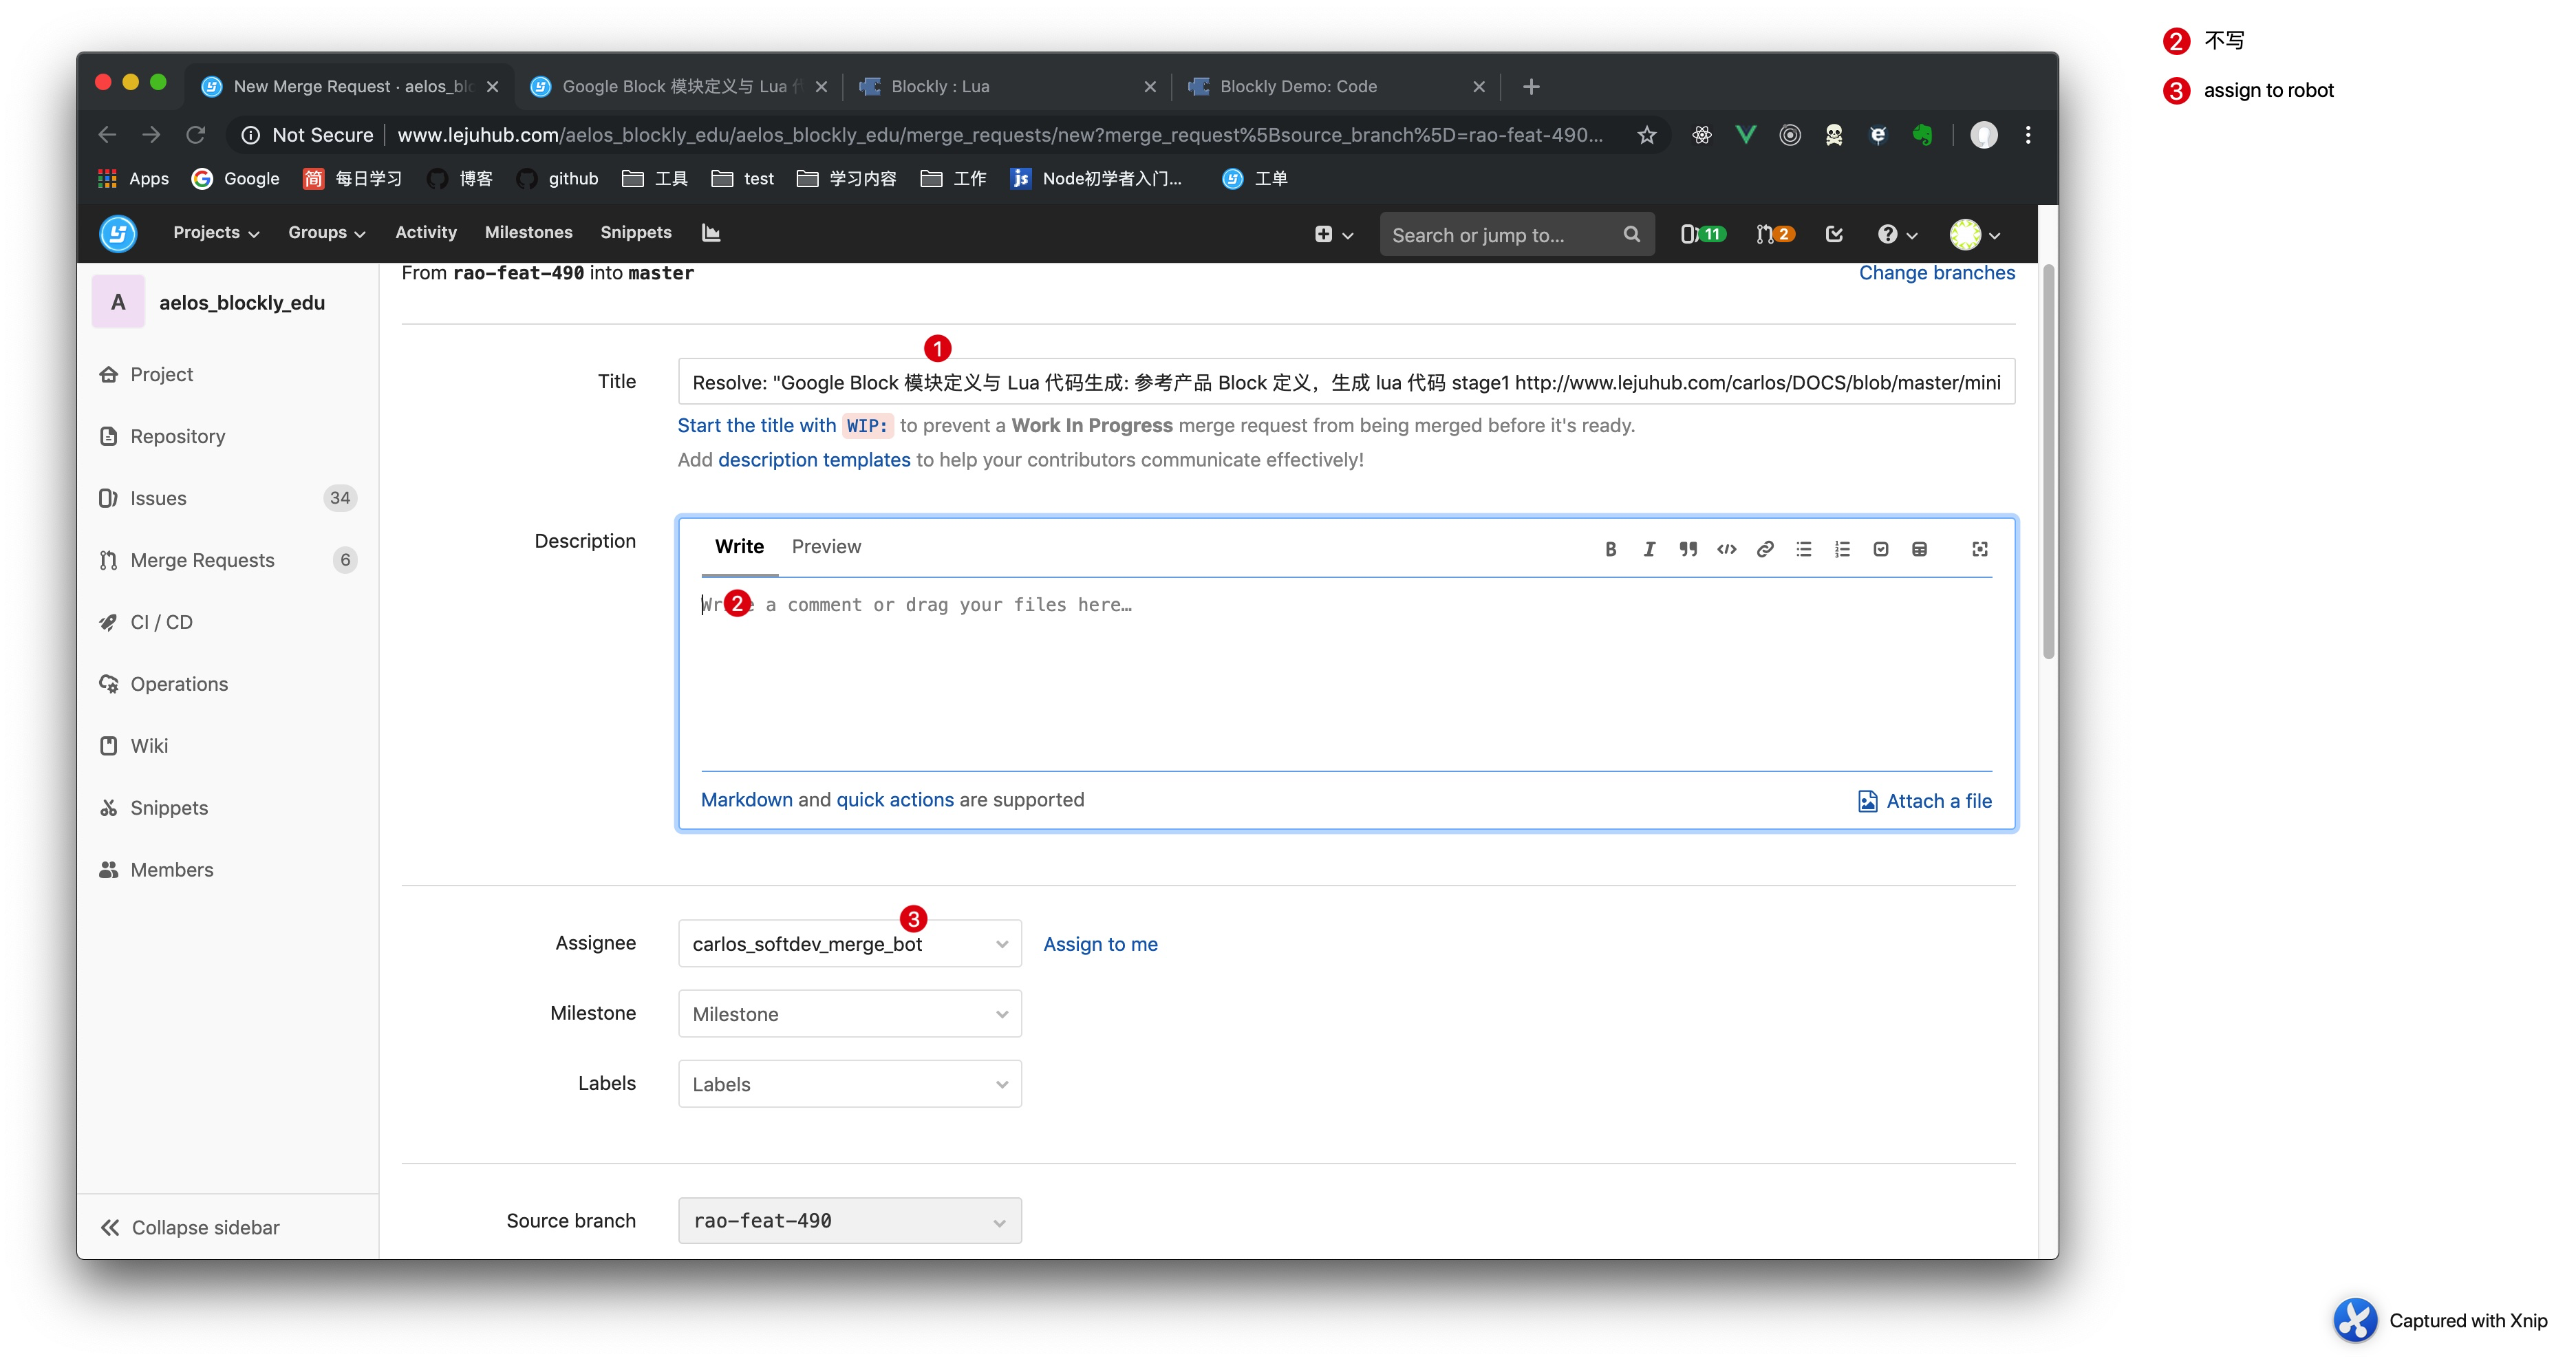 2 不写
3 assign to robot
New Merge Request · aelos_blo
Google Block 模块定义与 Lua
Blockly : Lua
Blockly Demo: Code
Not Secure
www.lejuhub.com/aelos_blockly_edu/aelos_blockly_edu/merge_requests/new?merge_request%5Bsource_branch%5D=rao-feat-490...
Apps
Google
简 每日学习
博客
github
工具
test
学习内容
工作
JS Node初学者入门...
工单
Projects
Groups
Activity
Milestones
Snippets
Search or jump to...
11
2
A aelos_blockly_edu
Project
Repository
Issues 34
Merge Requests 6
CI / CD
Operations
Wiki
Snippets
Members
Collapse sidebar
From rao-feat-490 into master
Change branches
1
Title
Resolve: "Google Block 模块定义与 Lua 代码生成: 参考产品 Block 定义，生成 lua 代码 stage1 http://www.lejuhub.com/carlos/DOCS/blob/master/mini
Start the title with WIP: to prevent a Work In Progress merge request from being merged before it's ready.
Add description templates to help your contributors communicate effectively!
Description
Write Preview
2
a comment or drag your files here…
Markdown and quick actions are supported
Attach a file
3
Assignee
carlos_softdev_merge_bot
Assign to me
Milestone
Milestone
Labels
Labels
Source branch
rao-feat-490
Captured with Xnip